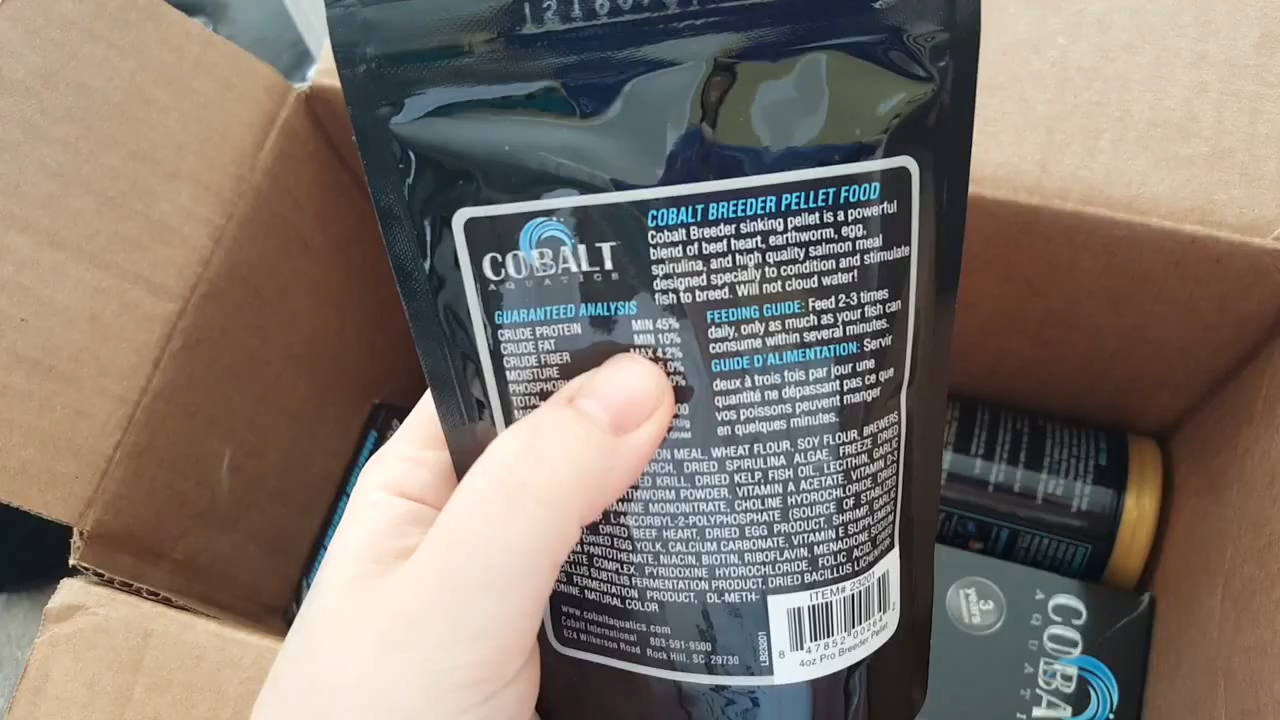 COBALT
AQUATICS
COBALT BREEDER PELLET FOOD
Cobalt Breeder sinking pellet is a powerful
blend of beef heart, earthworm, egg,
spirulina, and high quality salmon meal
designed specially to condition and stimulate
fish to breed. Will not cloud water!
GUARANTEED ANALYSIS
CRUDE PROTEIN MIN 45%
CRUDE FAT MIN 10%
CRUDE FIBER MAX 4.2%
MOISTURE
TOTAL
FEEDING GUIDE: Feed 2-3 times
daily, only as much as your fish can
consume within several minutes.
GUIDE D'ALIMENTATION: Servir
deux à trois fois par jour une
quantité ne dépassant pas ce que
vos poissons peuvent manger
en quelques minutes.
MEAL, WHEAT FLOUR, SOY FLOUR, BREWERS
DRIED SPIRULINA ALGAE, FREEZE DRIED
KRILL, DRIED KELP, FISH OIL, LECITHIN, GARLIC
POWDER, VITAMIN A ACETATE, VITAMIN D-3
MONONITRATE, CHOLINE HYDROCHLORIDE, DRIED
L-ASCORBYL-2-POLYPHOSPHATE (SOURCE OF STABLIZED
DRIED BEEF HEART, DRIED EGG PRODUCT, SHRIMP, GARLIC
DRIED EGG YOLK, CALCIUM CARBONATE, VITAMIN E SUPPLEMENT,
PANTOTHENATE, NIACIN, BIOTIN, RIBOFLAVIN, MENADIONE SODIUM
COMPLEX, PYRIDOXINE HYDROCHLORIDE, FOLIC ACID, DRIED
SUBTILIS FERMENTATION PRODUCT, DRIED BACILLUS LICHENIFOR-
FERMENTATION PRODUCT, DL-METH-
NATURAL COLOR
www.cobaltaquatics.com
Cobalt International 803-591-9500
624 Wilkerson Road Rock Hill, SC 29730
LB23201
ITEM# 23201
8 47852 00264 2
4oz Pro Breeder Pellet
3
years